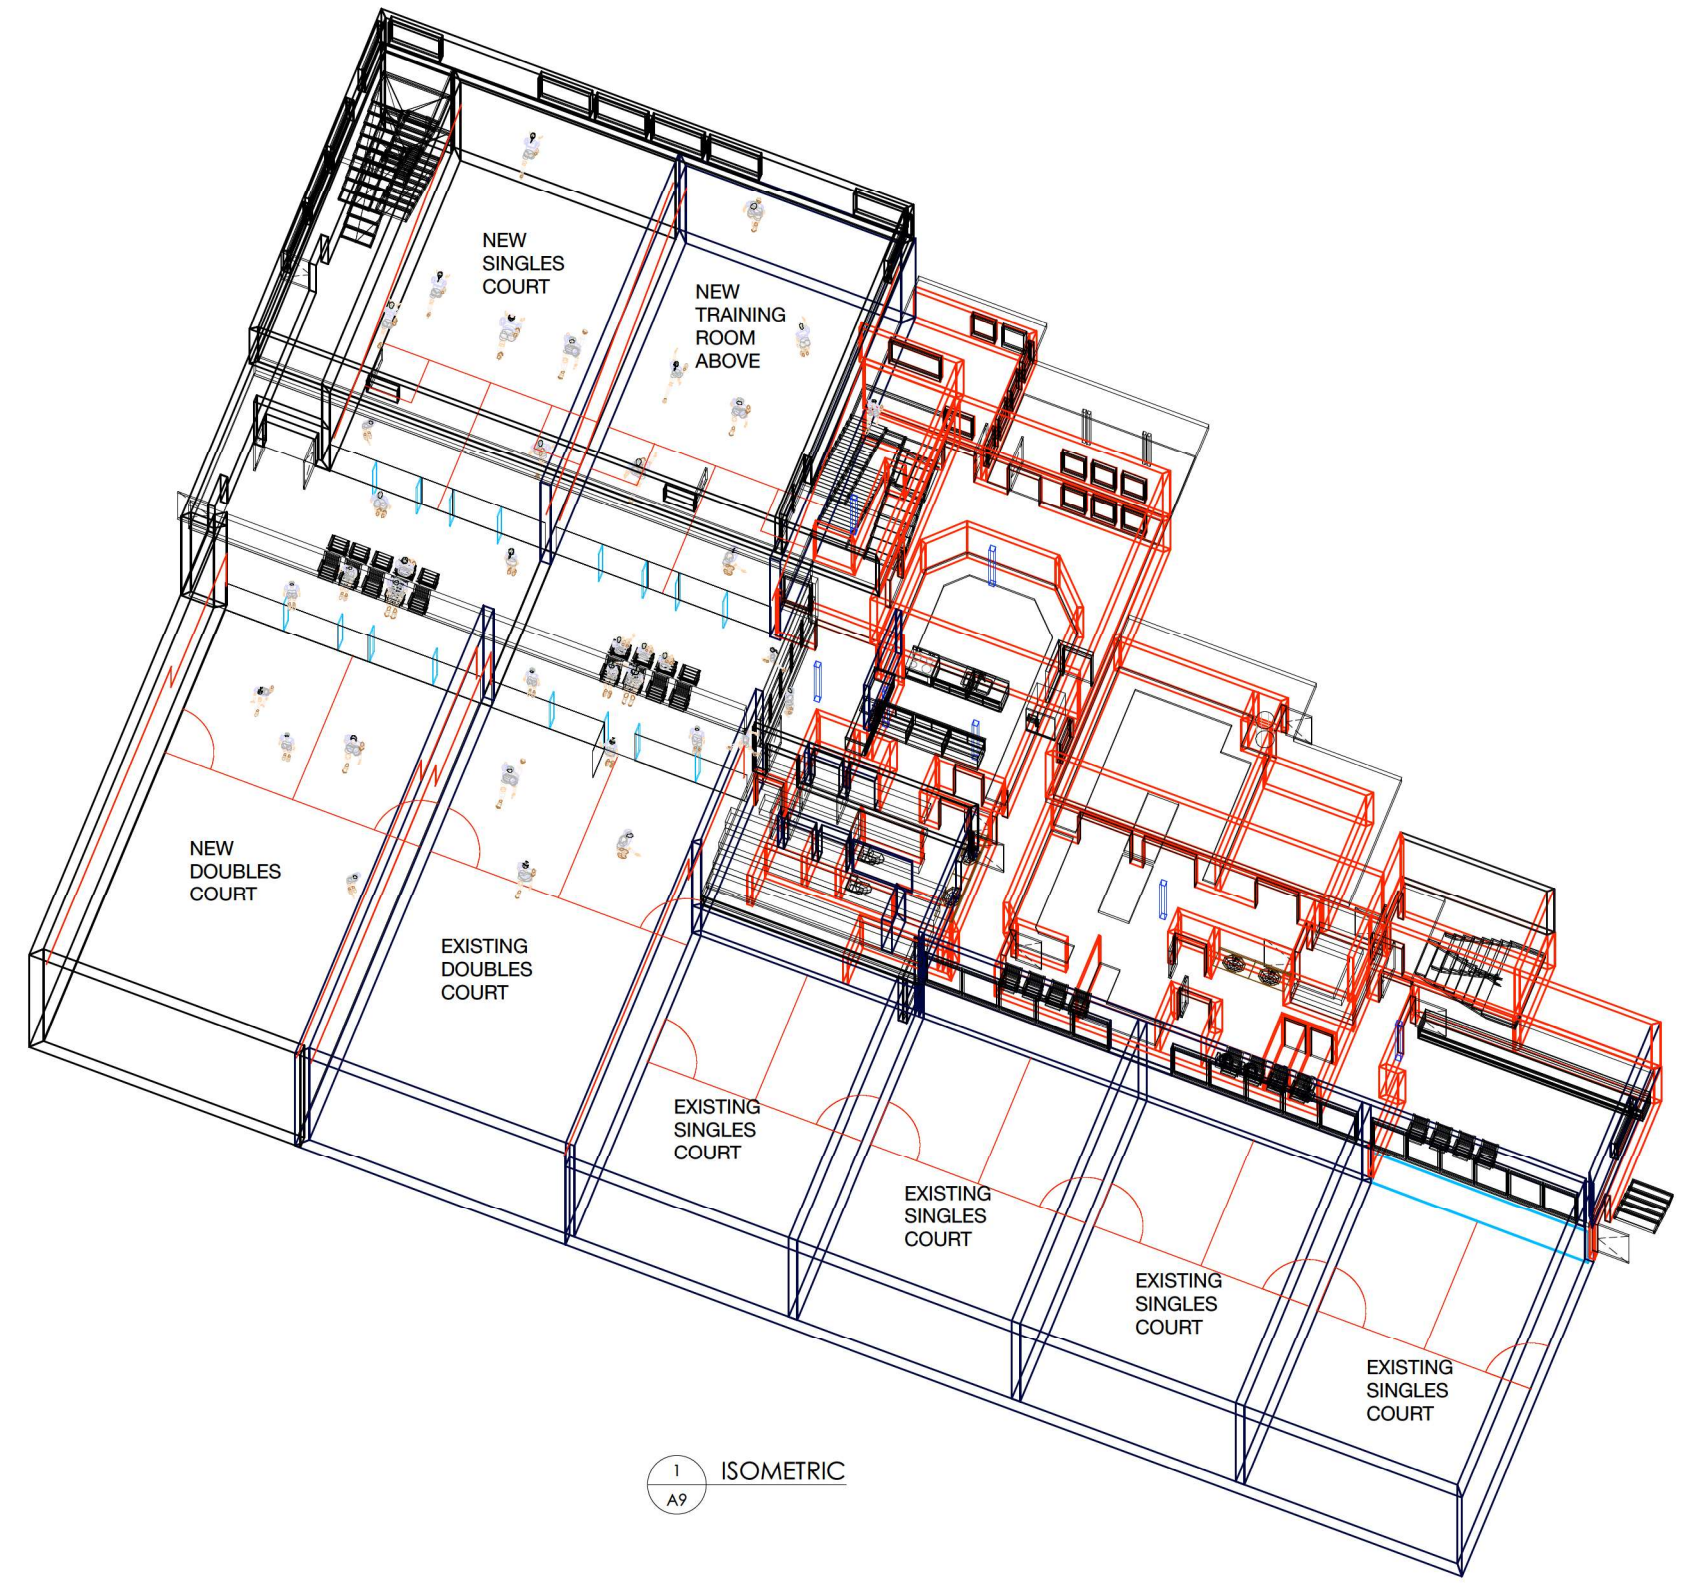 NEW
SINGLES
COURT
NEW
TRAINING
ROOM
ABOVE
NEW
DOUBLES
COURT
EXISTING
DOUBLES
COURT
EXISTING
SINGLES
COURT
EXISTING
SINGLES
COURT
EXISTING
SINGLES
COURT
EXISTING
SINGLES
COURT
1
A9
ISOMETRIC